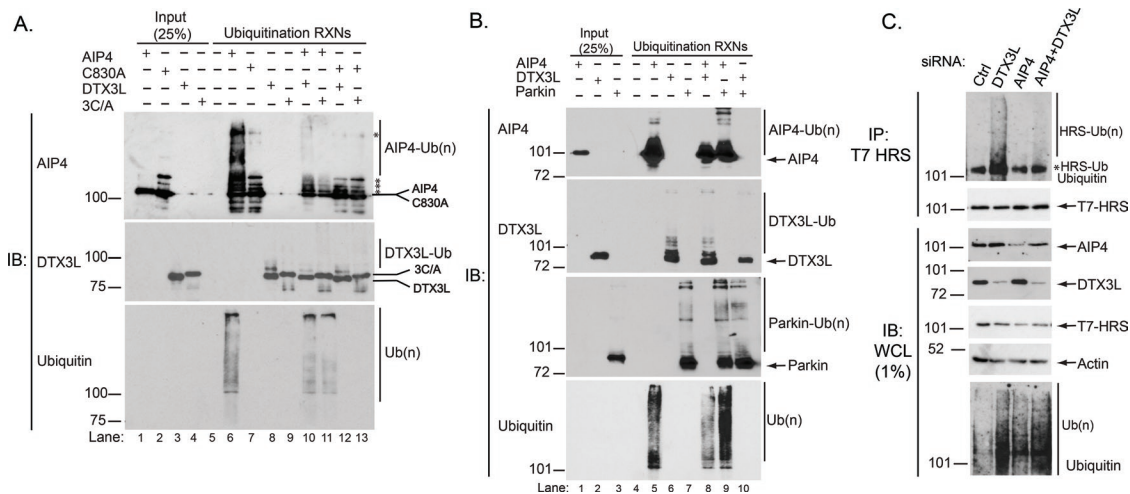 A.
Input
(25%)
Ubiquitination RXNs
AIP4 + − − − − + − − − + + − −
C830A − + − − − − + − − − − + +
DTX3L − − + − − − − + − + − + −
3C/A − − − + − − − − + − + − +
IB:
AIP4
100
AIP4-Ub(n)
*
***
AIP4
C830A
DTX3L
100
75
DTX3L-Ub
3C/A
DTX3L
Ubiquitin
100
75
Ub(n)
Lane: 1 2 3 4 5 6 7 8 9 10 11 12 13
B.
Input
(25%)
Ubiquitination RXNs
AIP4 + − − − + − − + + −
DTX3L − + − − − + − + − +
Parkin − − + − − − + − + +
IB:
AIP4
101
72
AIP4-Ub(n)
AIP4
DTX3L
101
72
DTX3L-Ub
DTX3L
101
72
Parkin-Ub(n)
Parkin
Ubiquitin
101
Ub(n)
Lane: 1 2 3 4 5 6 7 8 9 10
C.
siRNA: Ctrl DTX3L AIP4 AIP4+DTX3L
IP:
T7 HRS
101
HRS-Ub(n)
*HRS-Ub
Ubiquitin
101
T7-HRS
IB:
WCL
(1%)
101
AIP4
101
72
DTX3L
101
T7-HRS
52
Actin
101
Ub(n)
Ubiquitin